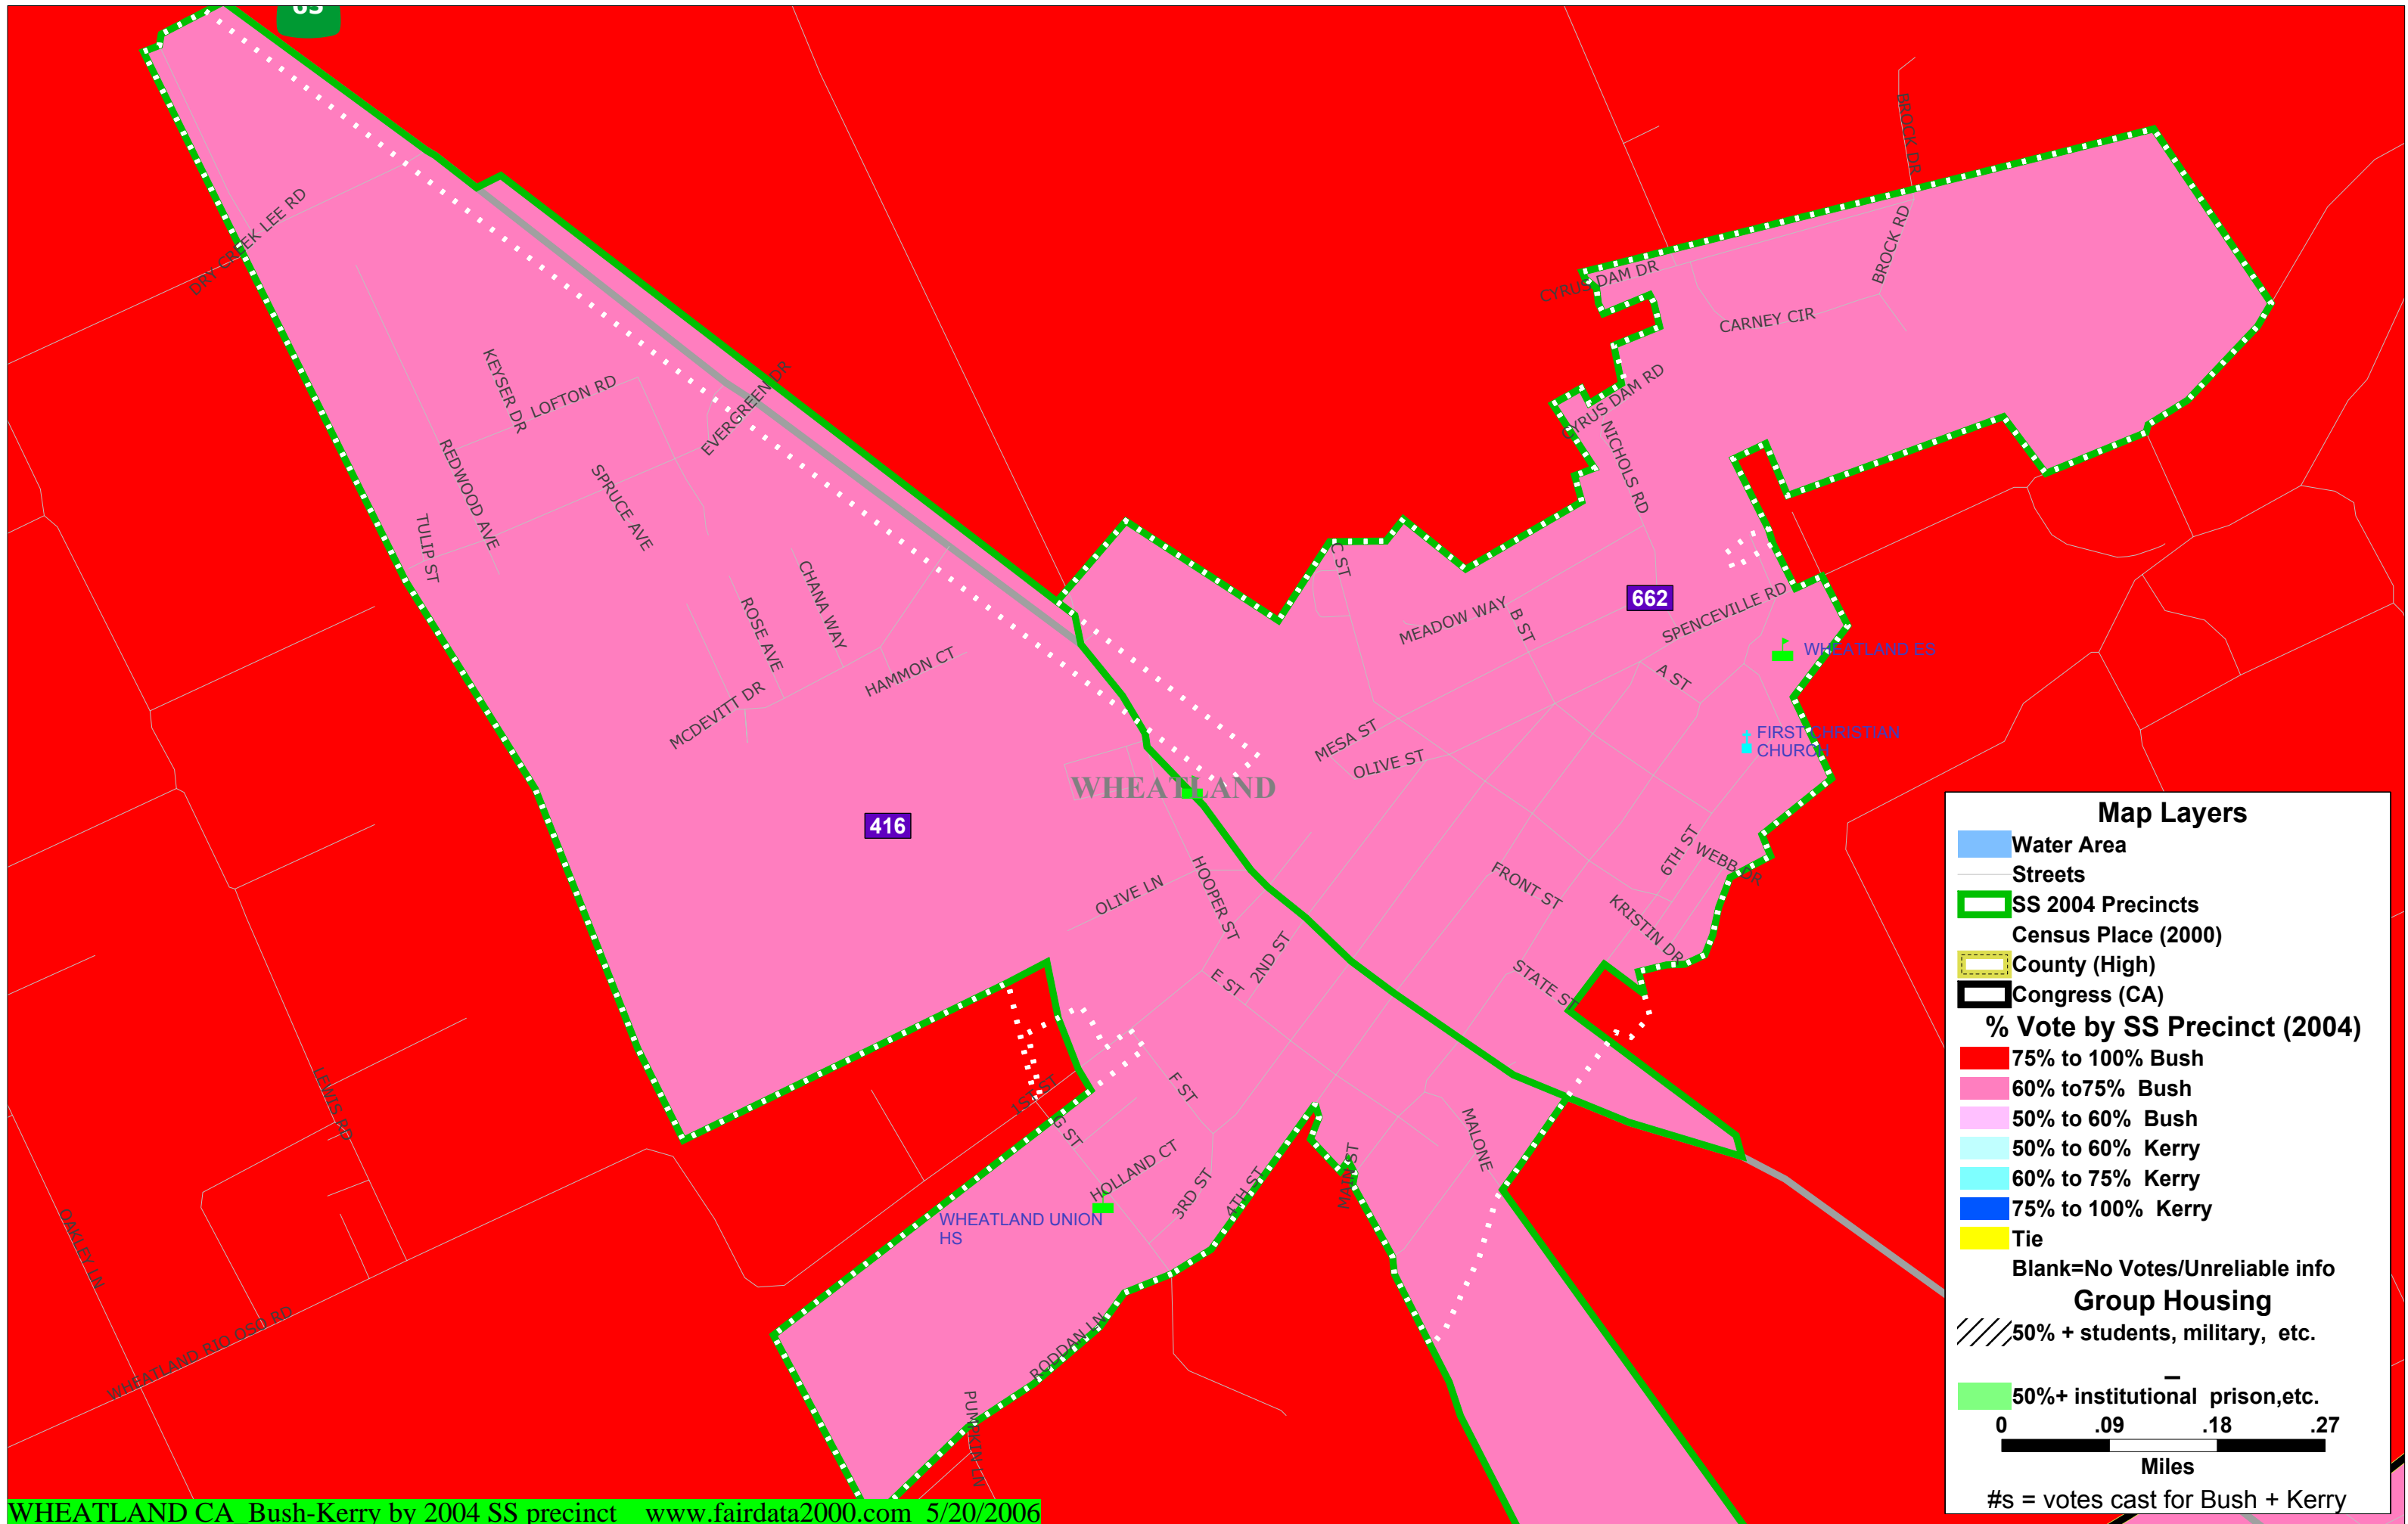 65
BROCK DR
DRY CREEK LEE RD
BROCK RD
CYRUS DAM DR
CARNEY CIR
KEYSER DR
LOFTON RD
EVERGREEN DR
CYRUS DAM RD
NICHOLS RD
REDWOOD AVE
SPRUCE AVE
TULIP ST
CHANA WAY
ROSE AVE
C ST
MEADOW WAY
B ST
662
SPENCEVILLE RD
WHEATLAND ES
A ST
HAMMON CT
MCDEVITT DR
MESA ST
OLIVE ST
FIRST CHRISTIAN
CHURCH
WHEATLAND
416
HOOPER ST
OLIVE LN
FRONT ST
6TH ST
WEBB DR
KRISTIN DR
2ND ST
E ST
STATE ST
LEWIS RD
1ST ST
G ST
F ST
HOLLAND CT
3RD ST
4TH ST
MAIN ST
MALONE
WHEATLAND UNION
HS
OAKLEY LN
WHEATLAND RIO OSO RD
RODDAN LN
PUMPKIN LN
Map Layers
Water Area
Streets
SS 2004 Precincts
Census Place (2000)
County (High)
Congress (CA)
% Vote by SS Precinct (2004)
75% to 100% Bush
60% to75% Bush
50% to 60% Bush
50% to 60% Kerry
60% to 75% Kerry
75% to 100% Kerry
Tie
Blank=No Votes/Unreliable info
Group Housing
50% + students, military, etc.
50%+ institutional prison,etc.
0 .09 .18 .27
Miles
#s = votes cast for Bush + Kerry
WHEATLAND CA Bush-Kerry by 2004 SS precinct www.fairdata2000.com 5/20/2006